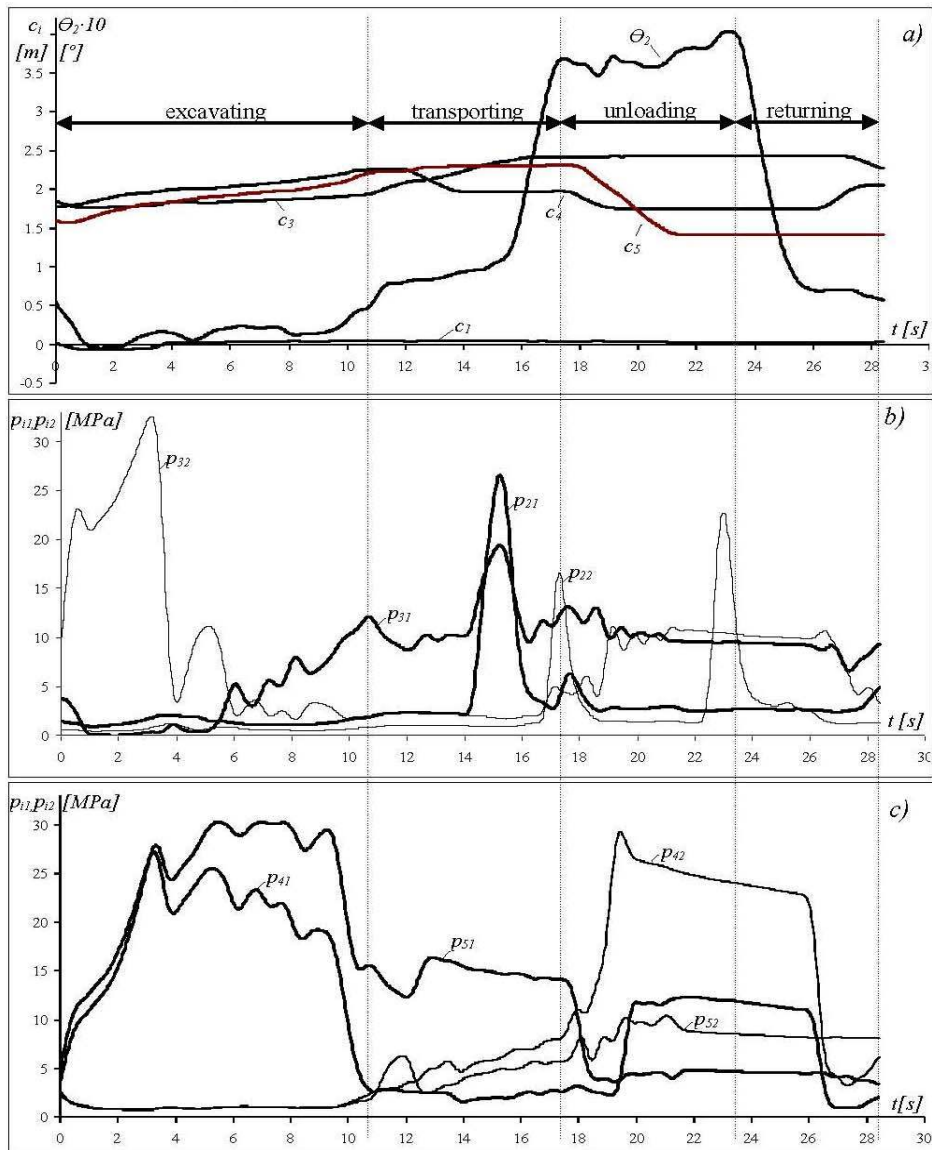 c_i Θ_2·10 a)
[m] [°]
3.5
3
2.5
2
1.5
1
0.5
0
-0.5
Θ_2
excavating transporting unloading returning
c_3 c_4 c_5
c_1
t [s]
0 2 4 6 8 10 12 14 16 18 20 22 24 26 28 3
p_i1,p_i2 [MPa] b)
30
25
20
15
10
5
0
p_32
p_21
p_22
p_31
t [s]
0 2 4 6 8 10 12 14 16 18 20 22 24 26 28 30
p_i1,p_i2 [MPa] c)
30
25
20
15
10
5
0
p_42
p_41
p_51
p_52
t[s]
0 2 4 6 8 10 12 14 16 18 20 22 24 26 28 30